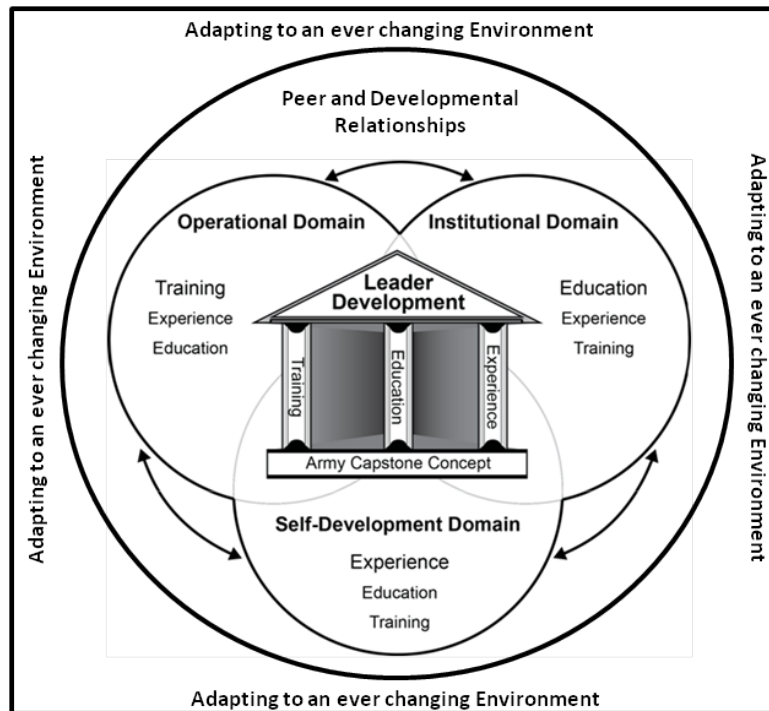 Adapting to an ever changing Environment
Peer and Developmental
Relationships
Adapting to an ever changing Environment
Adapting to an ever changing Environment
Operational Domain
Training
Experience
Education
Institutional Domain
Education
Experience
Training
Leader
Development
Training
Education
Experience
Army Capstone Concept
Self-Development Domain
Experience
Education
Training
Adapting to an ever changing Environment